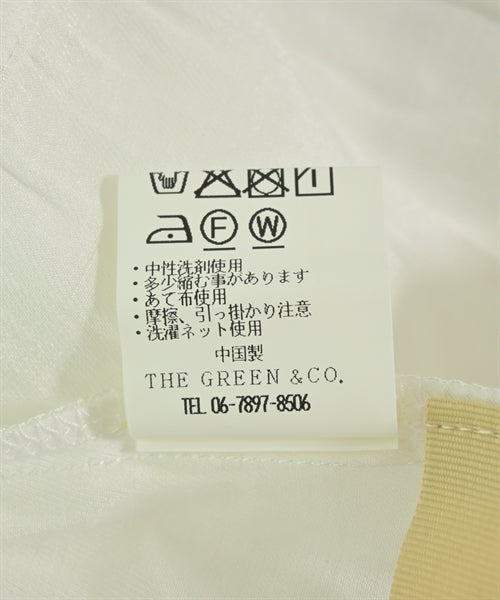 F W
・中性洗剤使用
・多少縮む事があります
・あて布使用
・摩擦、引っ掛かり注意
・洗濯ネット使用
中国製
THE GREEN & CO.
TEL 06-7897-8506